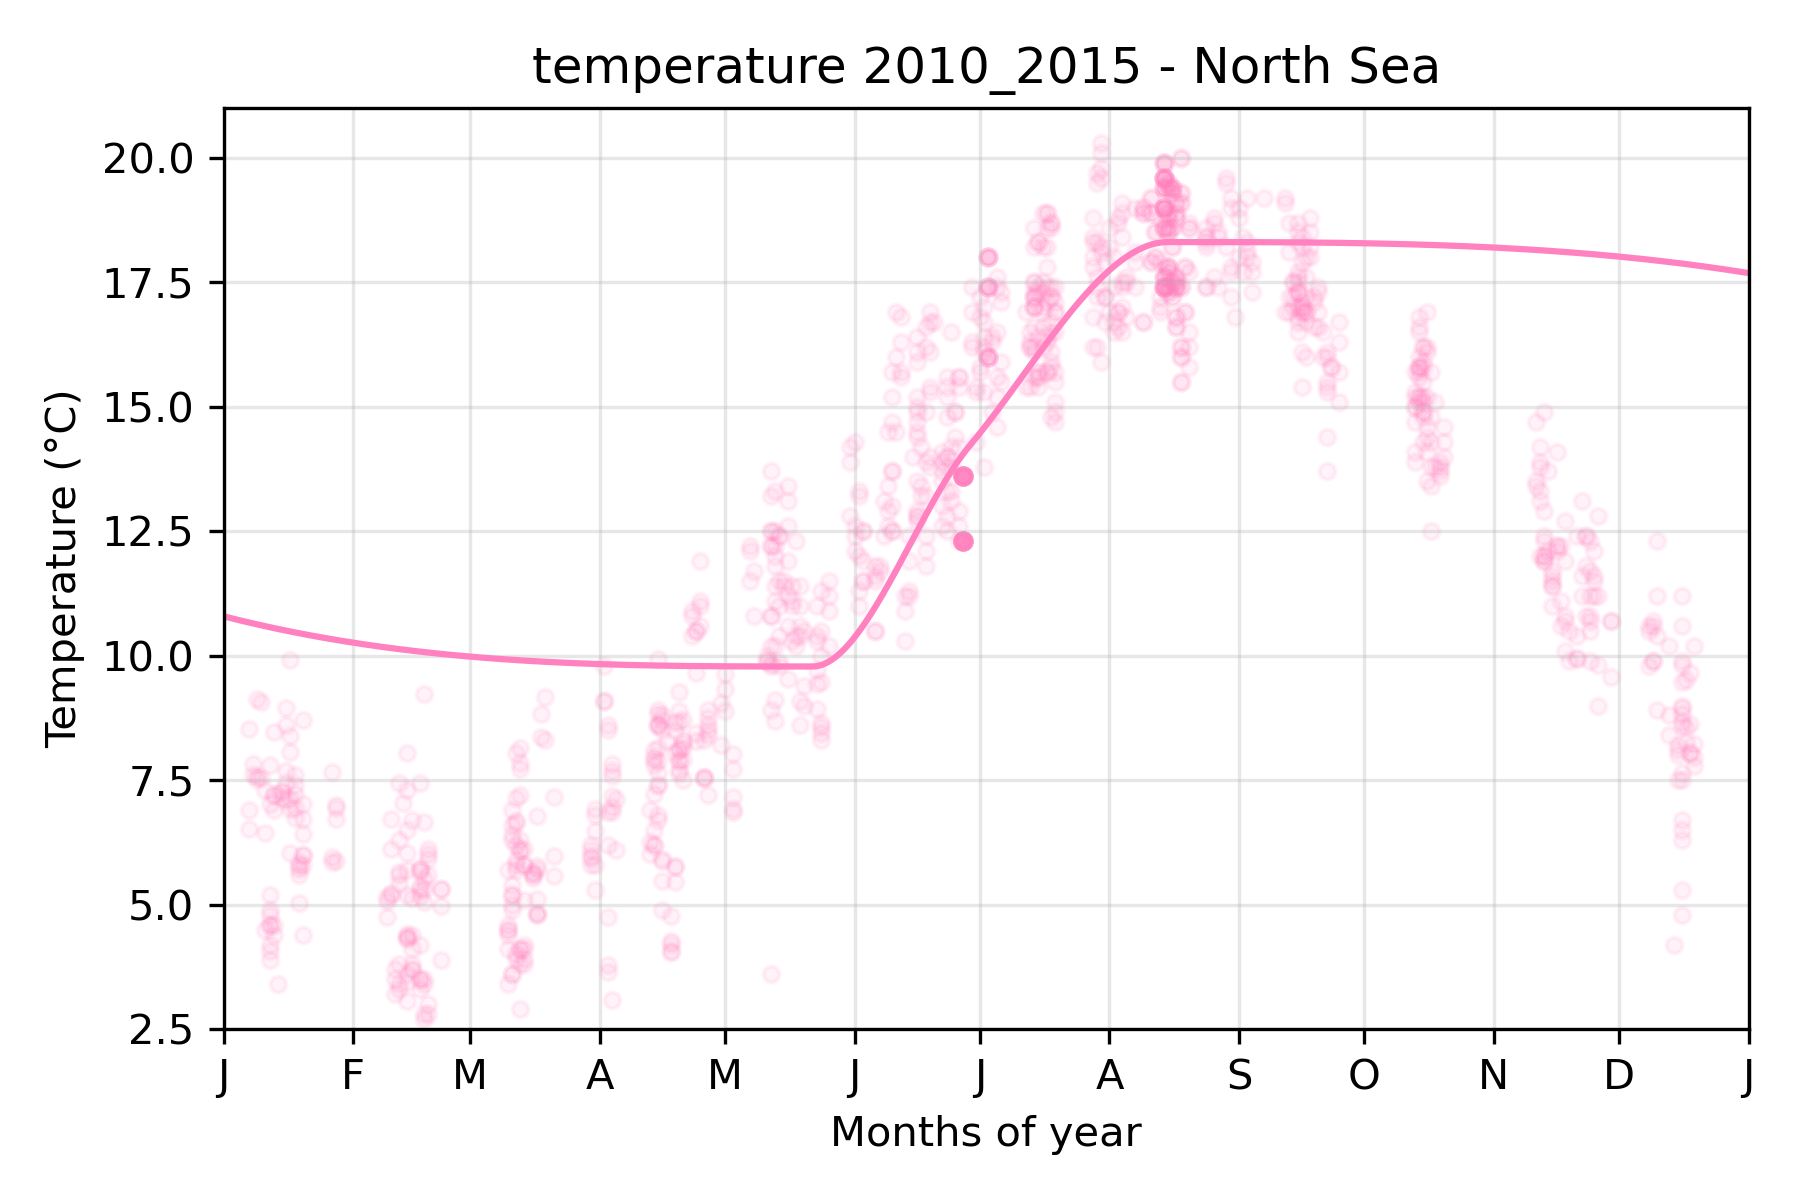 temperature 2010_2015 - North Sea
Temperature (°C)
20.0
17.5
15.0
12.5
10.0
7.5
5.0
2.5
J F M A M J J A S O N D J
Months of year